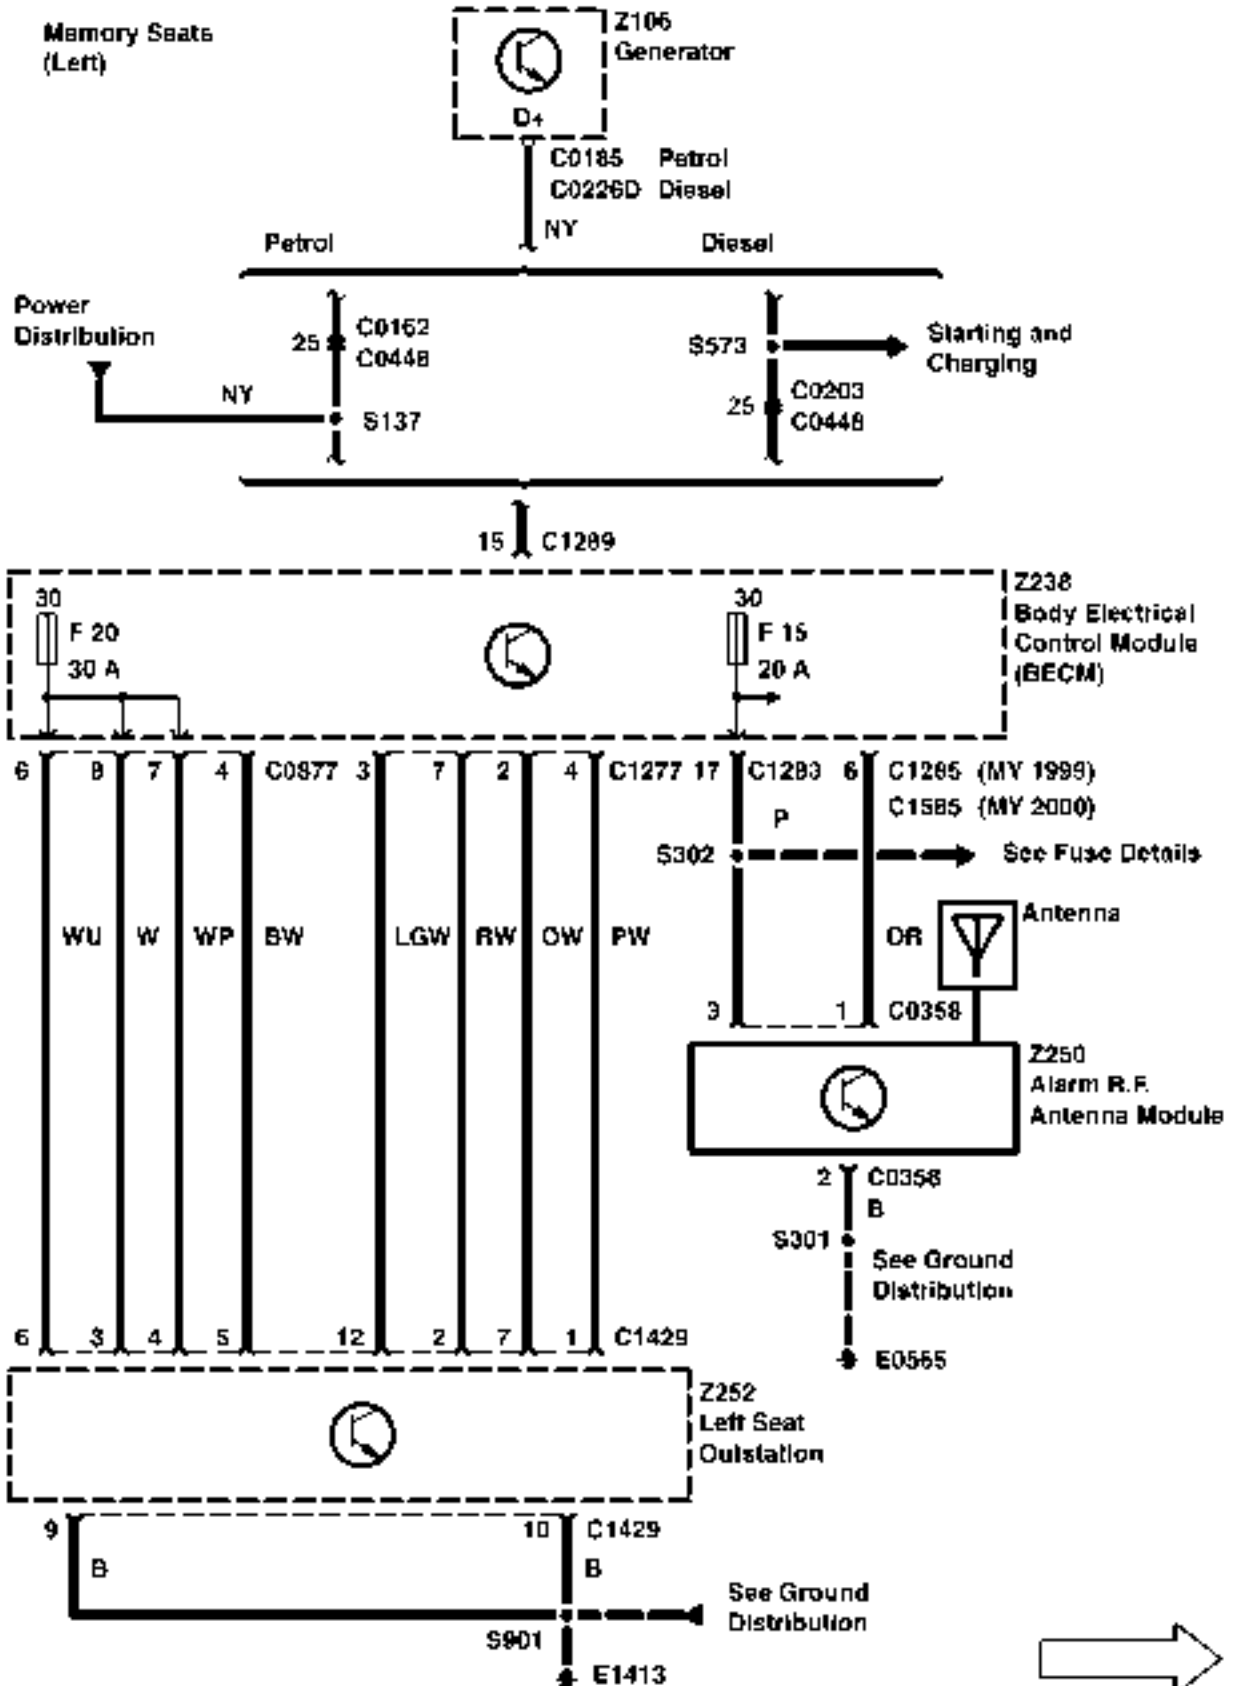 Memory Seats
(Left)
Z106
Generator
D+
C0185 Petrol
C0226D Diesel
NY
Petrol
Diesel
Power
Distribution
25
C0162
C0448
NY
S137
S573
Starting and
Charging
25
C0203
C0448
15 C1289
30
F 20
30 A
30
F 15
20 A
Z238
Body Electrical
Control Module
(BECM)
6 8 7 4 C0877 3 7 2 4 C1277 17 C1283 6 C1285 (MY 1999)
C1585 (MY 2000)
P
S302
See Fuse Details
WU W WP BW LGW RW OW PW OR
Antenna
3 1 C0358
Z250
Alarm R.F.
Antenna Module
2 C0358
B
S301
See Ground
Distribution
E0565
6 3 4 5 12 2 7 1 C1429
Z252
Left Seat
Outstation
9 10 C1429
B B
See Ground
Distribution
S901
E1413